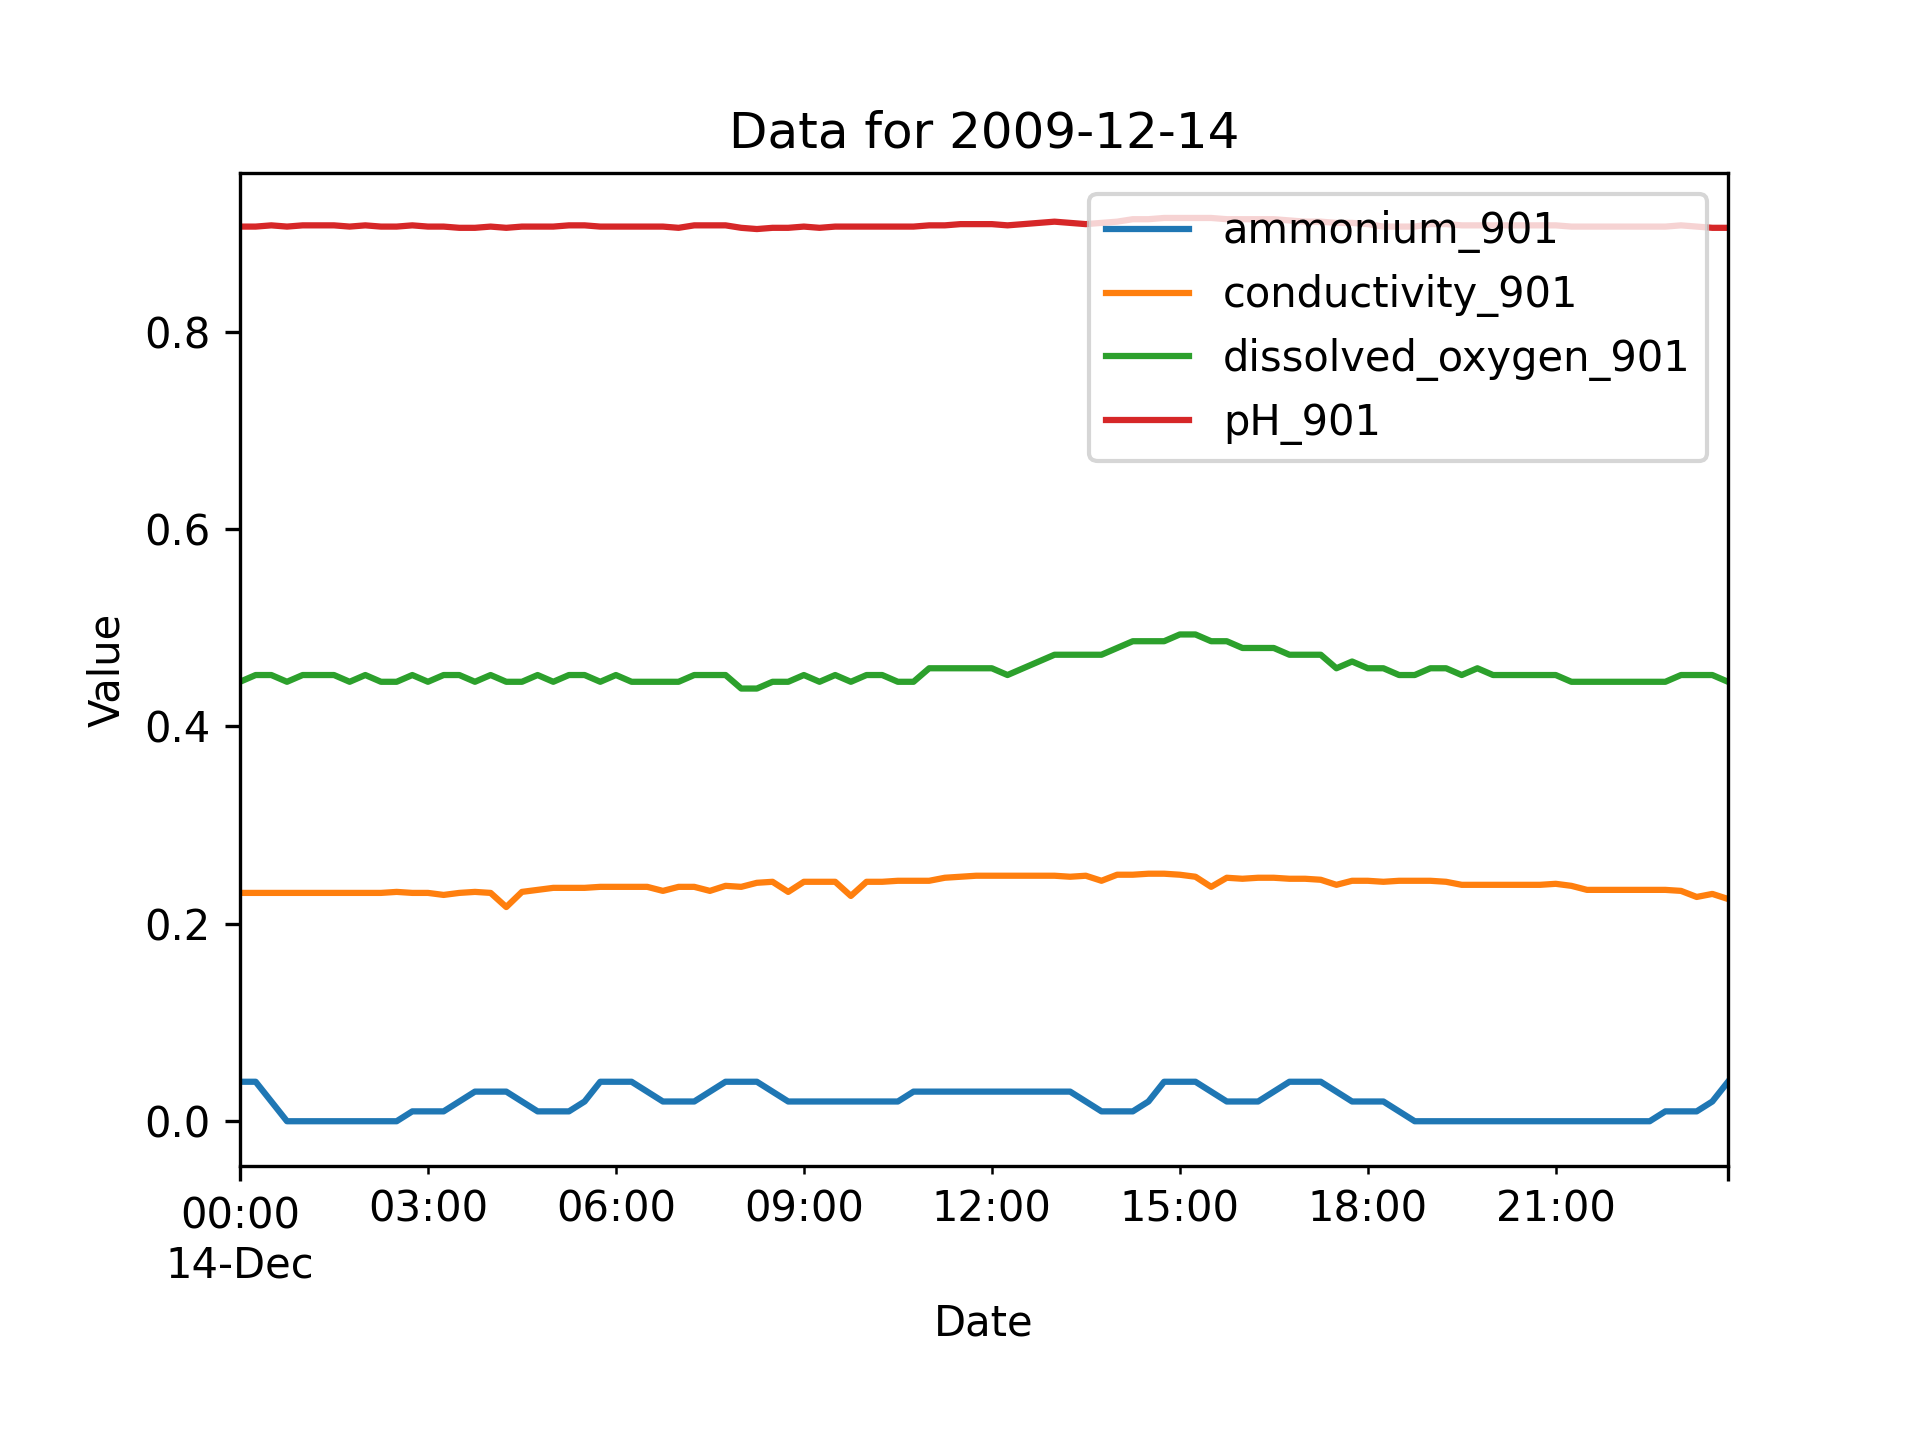 Data for 2009-12-14
ammonium_901
conductivity_901
dissolved_oxygen_901
pH_901
Value
0.8
0.6
0.4
0.2
0.0
00:00 03:00 06:00 09:00 12:00 15:00 18:00 21:00
14-Dec
Date